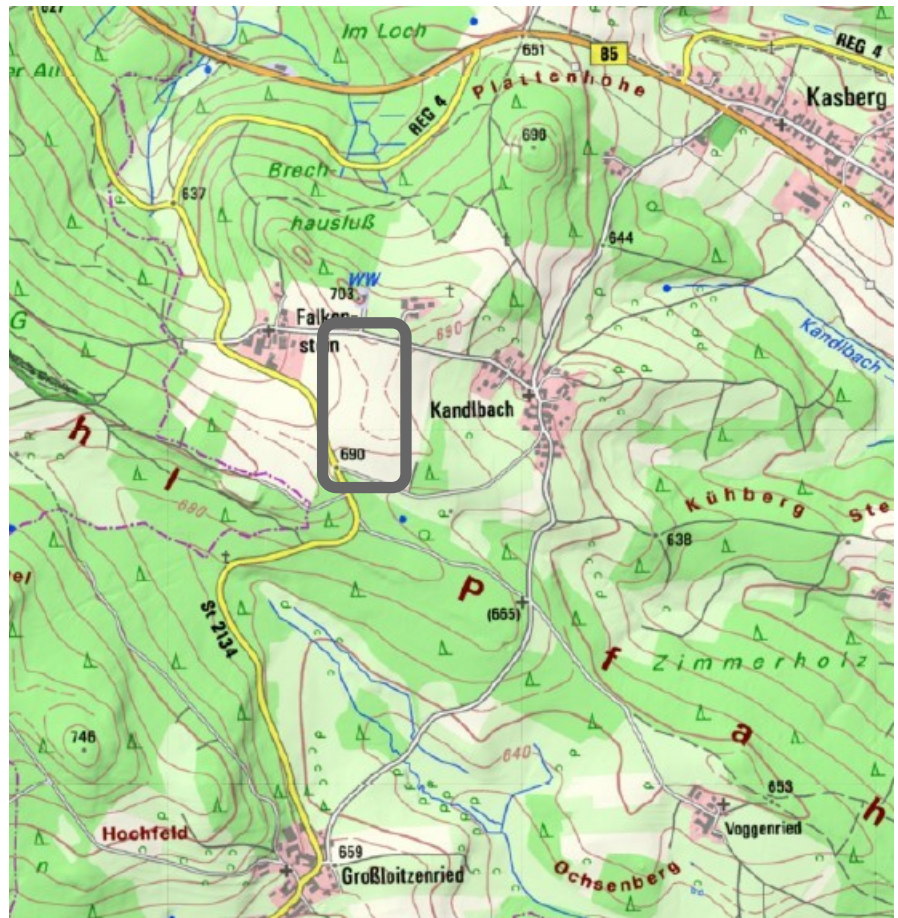 627
Im Loch
651
85
REG 4
er Au
REG 4
Plattenhöhe
Kasberg
690
Brech-
637
hausluß
644
WW
703
Falken-
stein
690
G
Kandlbach
Kandlbach
h
690
l
690
Kühberg
Ste
638
el
P
(665)
St 2134
f
Zimmerholz
746
a
640
653
h
Hochfeld
Voggenried
659
Großloitzenried
Ochsenberg
n